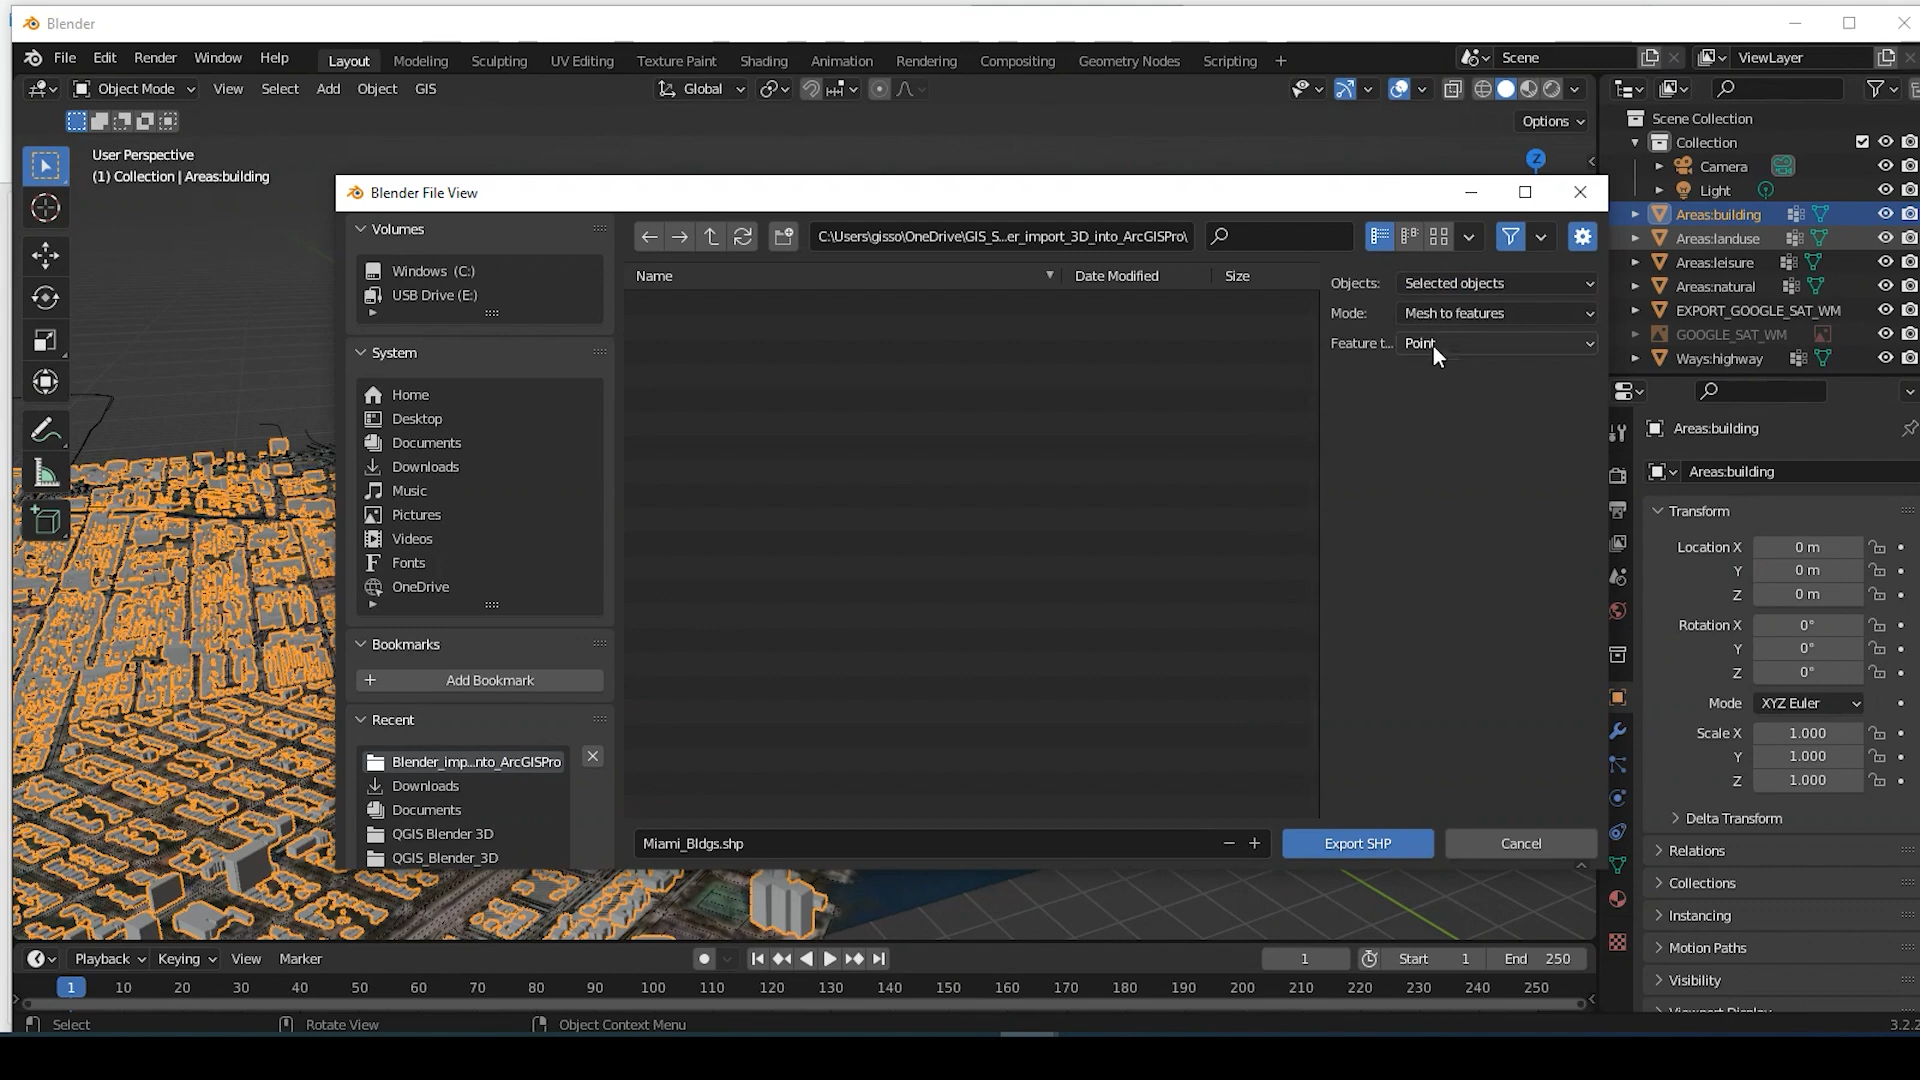 Blender
File Edit Render Window Help Layout Modeling Sculpting UV Editing Texture Paint Shading Animation Rendering Compositing Geometry Nodes Scripting + Scene ViewLayer
Object Mode View Select Add Object GIS Global
Options
User Perspective
(1) Collection | Areas:building
Z
Scene Collection
Collection
Camera
Light
Areas:building
Areas:landuse
Areas:leisure
Areas:natural
EXPORT_GOOGLE_SAT_WM
GOOGLE_SAT_WM
Ways:highway
Blender File View
Volumes
Windows (C:)
USB Drive (E:)
System
Home
Desktop
Documents
Downloads
Music
Pictures
Videos
Fonts
OneDrive
Bookmarks
Add Bookmark
Recent
Blender_imp...nto_ArcGISPro
Downloads
Documents
QGIS Blender 3D
QGIS_Blender_3D
C:\Users\gisso\OneDrive\GIS_S...er_import_3D_into_ArcGISPro\
Name Date Modified Size
Objects: Selected objects
Mode: Mesh to features
Feature t... Point
Miami_Bldgs.shp
Export SHP Cancel
Areas:building
Areas:building
Transform
Location X 0 m
Y 0 m
Z 0 m
Rotation X 0°
Y 0°
Z 0°
Mode XYZ Euler
Scale X 1.000
Y 1.000
Z 1.000
Delta Transform
Relations
Collections
Instancing
Motion Paths
Visibility
Viewport Display
Playback Keying View Marker 1 Start 1 End 250
1 10 20 30 40 50 60 70 80 90 100 110 120 130 140 150 160 170 180 190 200 210 220 230 240 250
Select Rotate View Object Context Menu 3.2.2